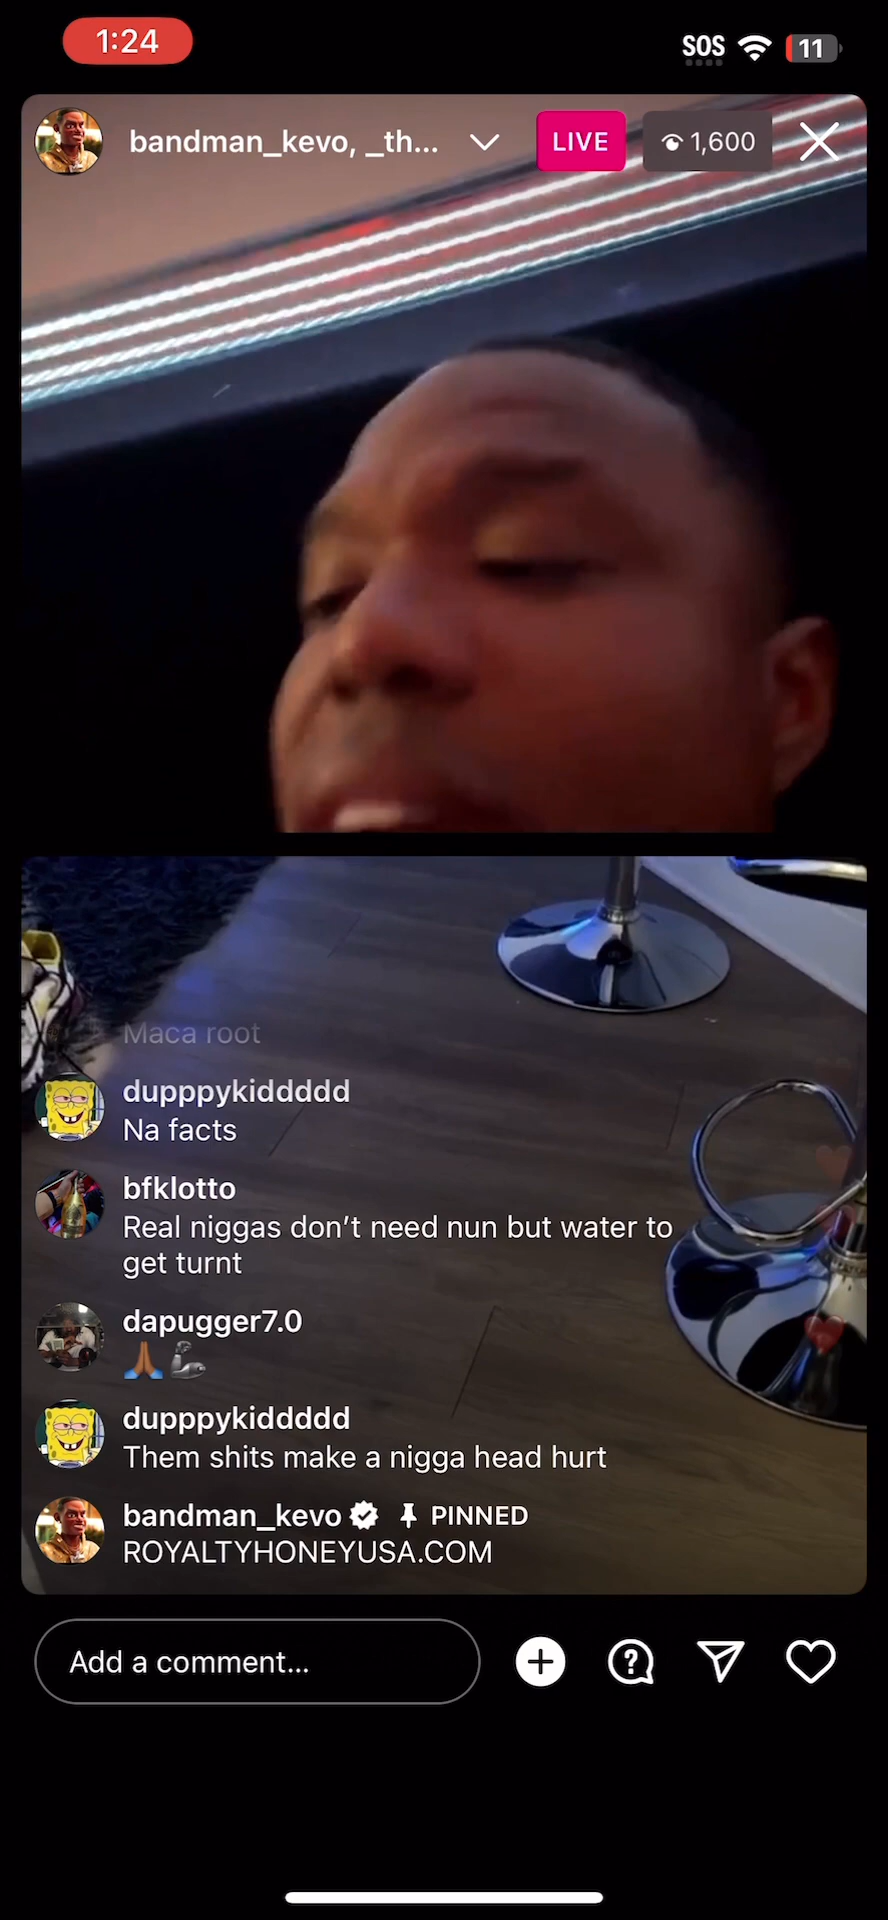 1:24
SOS
11
bandman_kevo, _th...
LIVE
1,600
Maca root
dupppykiddddd
Na facts
bfklotto
Real niggas don’t need nun but water to
get turnt
dapugger7.0
dupppykiddddd
Them shits make a nigga head hurt
bandman_kevo PINNED
ROYALTYHONEYUSA.COM
Add a comment...